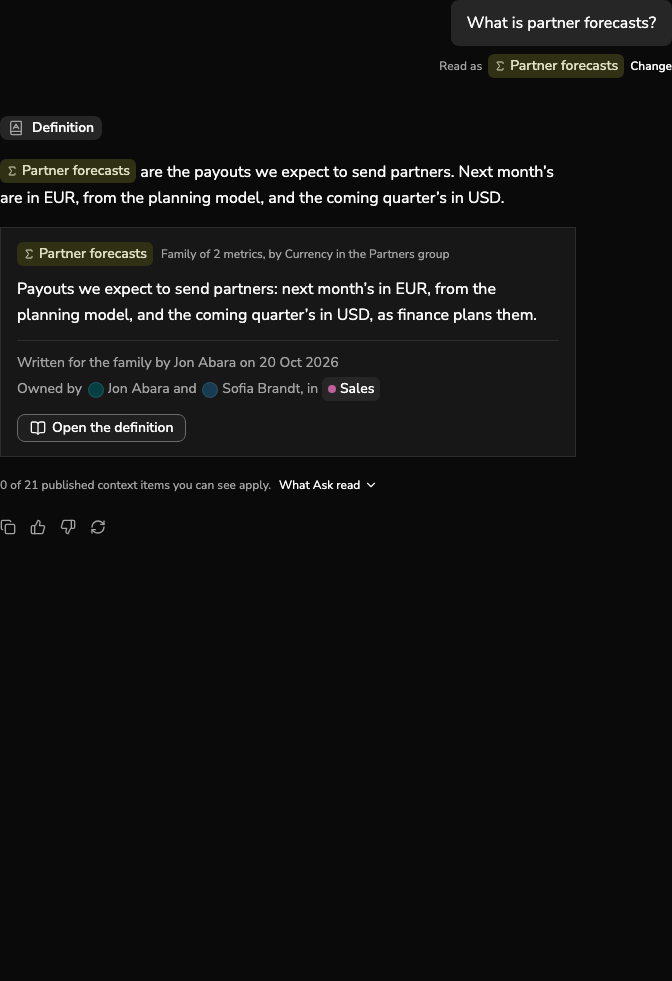 What is partner forecasts?
Read as Σ Partner forecasts Change
Definition
Σ Partner forecasts are the payouts we expect to send partners. Next month's
are in EUR, from the planning model, and the coming quarter's in USD.
Σ Partner forecasts Family of 2 metrics, by Currency in the Partners group
Payouts we expect to send partners: next month's in EUR, from the
planning model, and the coming quarter's in USD, as finance plans them.
Written for the family by Jon Abara on 20 Oct 2026
Owned by Jon Abara and Sofia Brandt, in Sales
Open the definition
0 of 21 published context items you can see apply. What Ask read